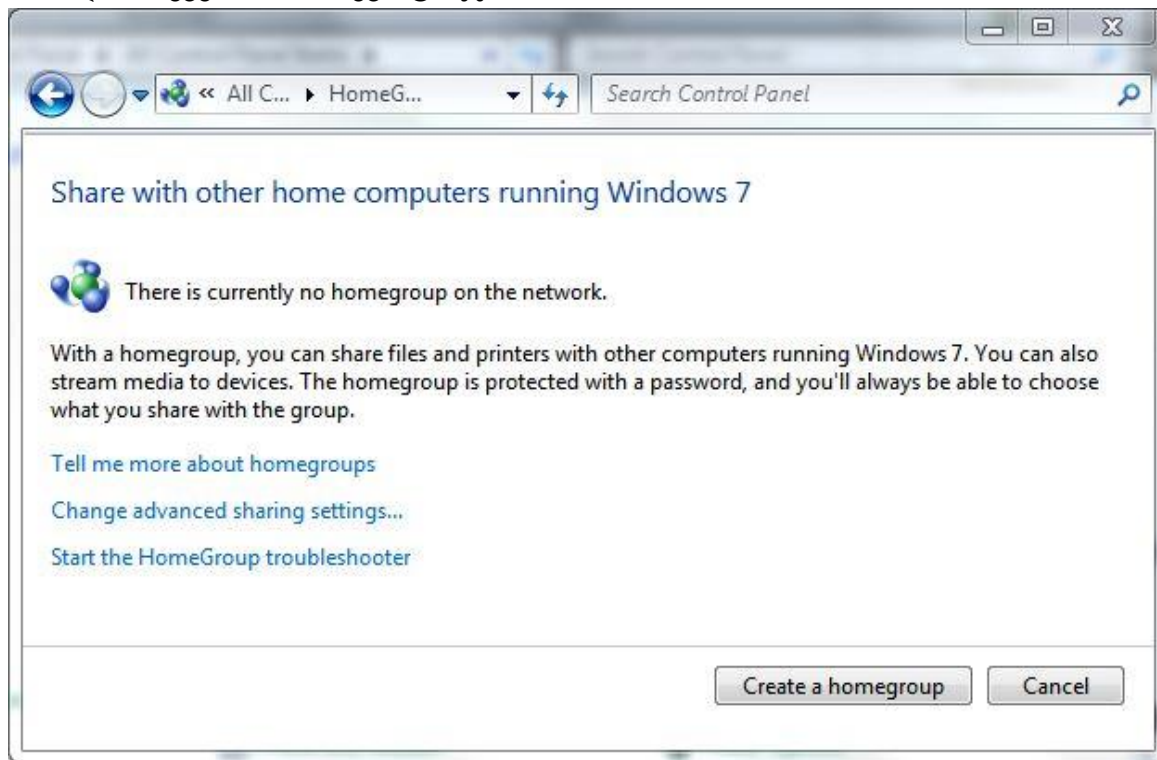 « All C... ▸ HomeG...
Search Control Panel
Share with other home computers running Windows 7
There is currently no homegroup on the network.
With a homegroup, you can share files and printers with other computers running Windows 7. You can also
stream media to devices. The homegroup is protected with a password, and you'll always be able to choose
what you share with the group.
Tell me more about homegroups
Change advanced sharing settings...
Start the HomeGroup troubleshooter
Create a homegroup
Cancel